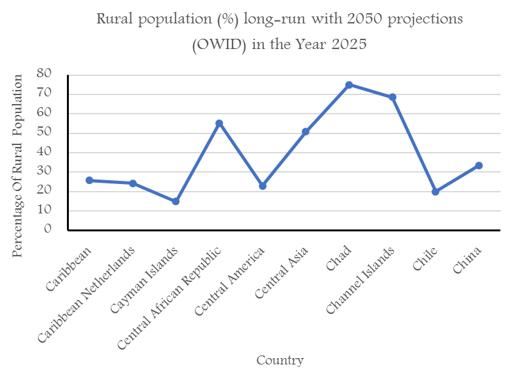 Rural population (%) long-run with 2050 projections
(OWID) in the Year 2025
Percentage Of Rural Population
80
70
60
50
40
30
20
10
0
Caribbean
Caribbean Netherlands
Cayman Islands
Central African Republic
Central America
Central Asia
Chad
Channel Islands
Chile
China
Country